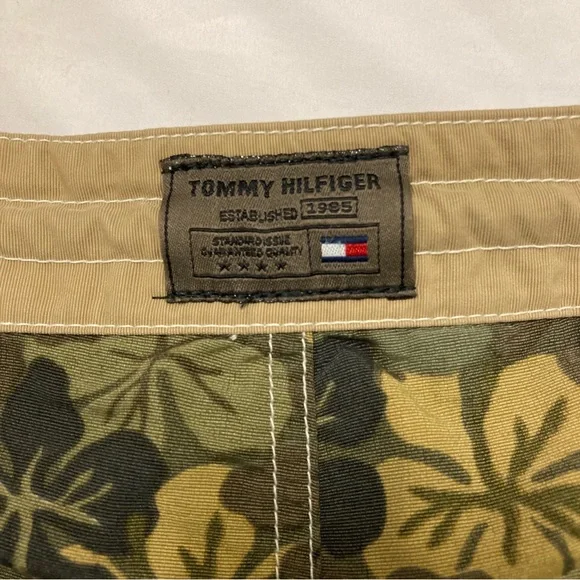 TOMMY HILFIGER
ESTABLISHED 1985
STANDARD ISSUE
GUARANTEED QUALITY